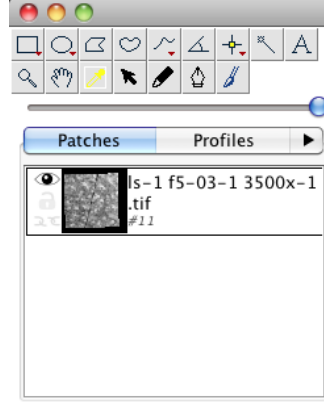 A
Patches Profiles
ls-1 f5-03-1 3500x-1
.tif
#11